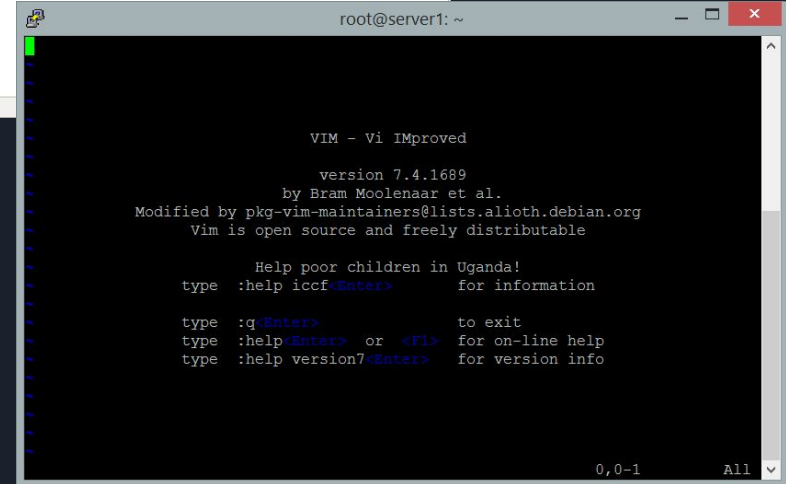 root@server1: ~
~
~
~
~
~
VIM - Vi IMproved
~
version 7.4.1689
by Bram Moolenaar et al.
Modified by pkg-vim-maintainers@lists.alioth.debian.org
Vim is open source and freely distributable
~
Help poor children in Uganda!
type :help iccf<Enter> for information
~
type :q<Enter> to exit
type :help<Enter> or <F1> for on-line help
type :help version7<Enter> for version info
~
~
~
~
~
0,0-1 All